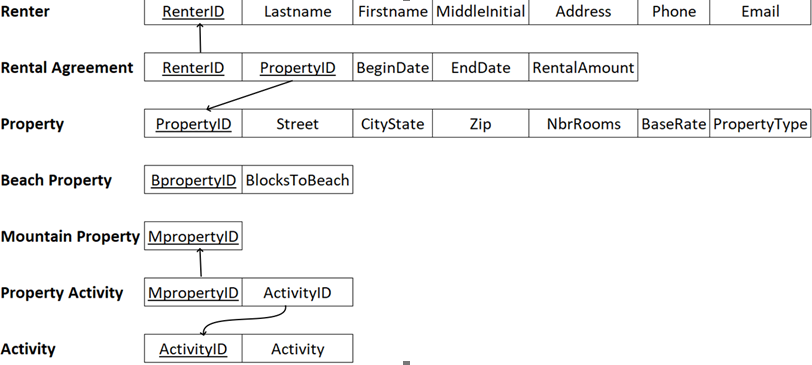 Renter RenterID Lastname Firstname MiddleInitial Address Phone Email
Rental Agreement RenterID PropertyID BeginDate EndDate RentalAmount
Property PropertyID Street CityState Zip NbrRooms BaseRate PropertyType
Beach Property BpropertyID BlocksToBeach
Mountain Property MpropertyID
Property Activity MpropertyID ActivityID
Activity ActivityID Activity